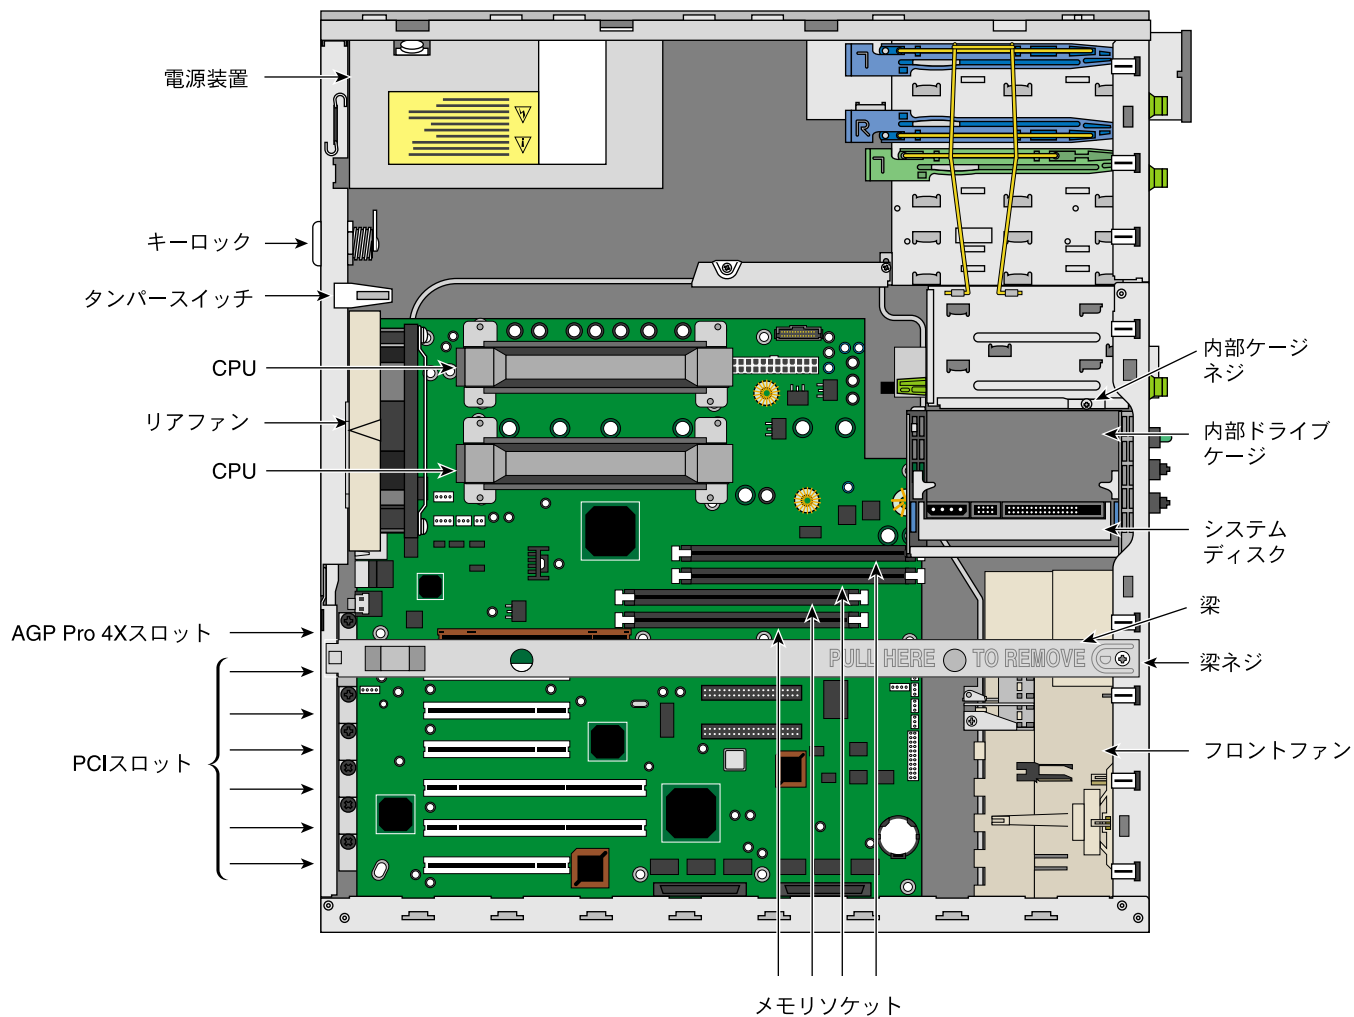 電源装置
キーロック
タンパースイッチ
CPU
リアファン
CPU
AGP Pro 4Xスロット
PCIスロット
L
R
L
内部ケージ
ネジ
内部ドライブ
ケージ
システム
ディスク
梁
PULL HERE TO REMOVE
梁ネジ
フロントファン
メモリソケット